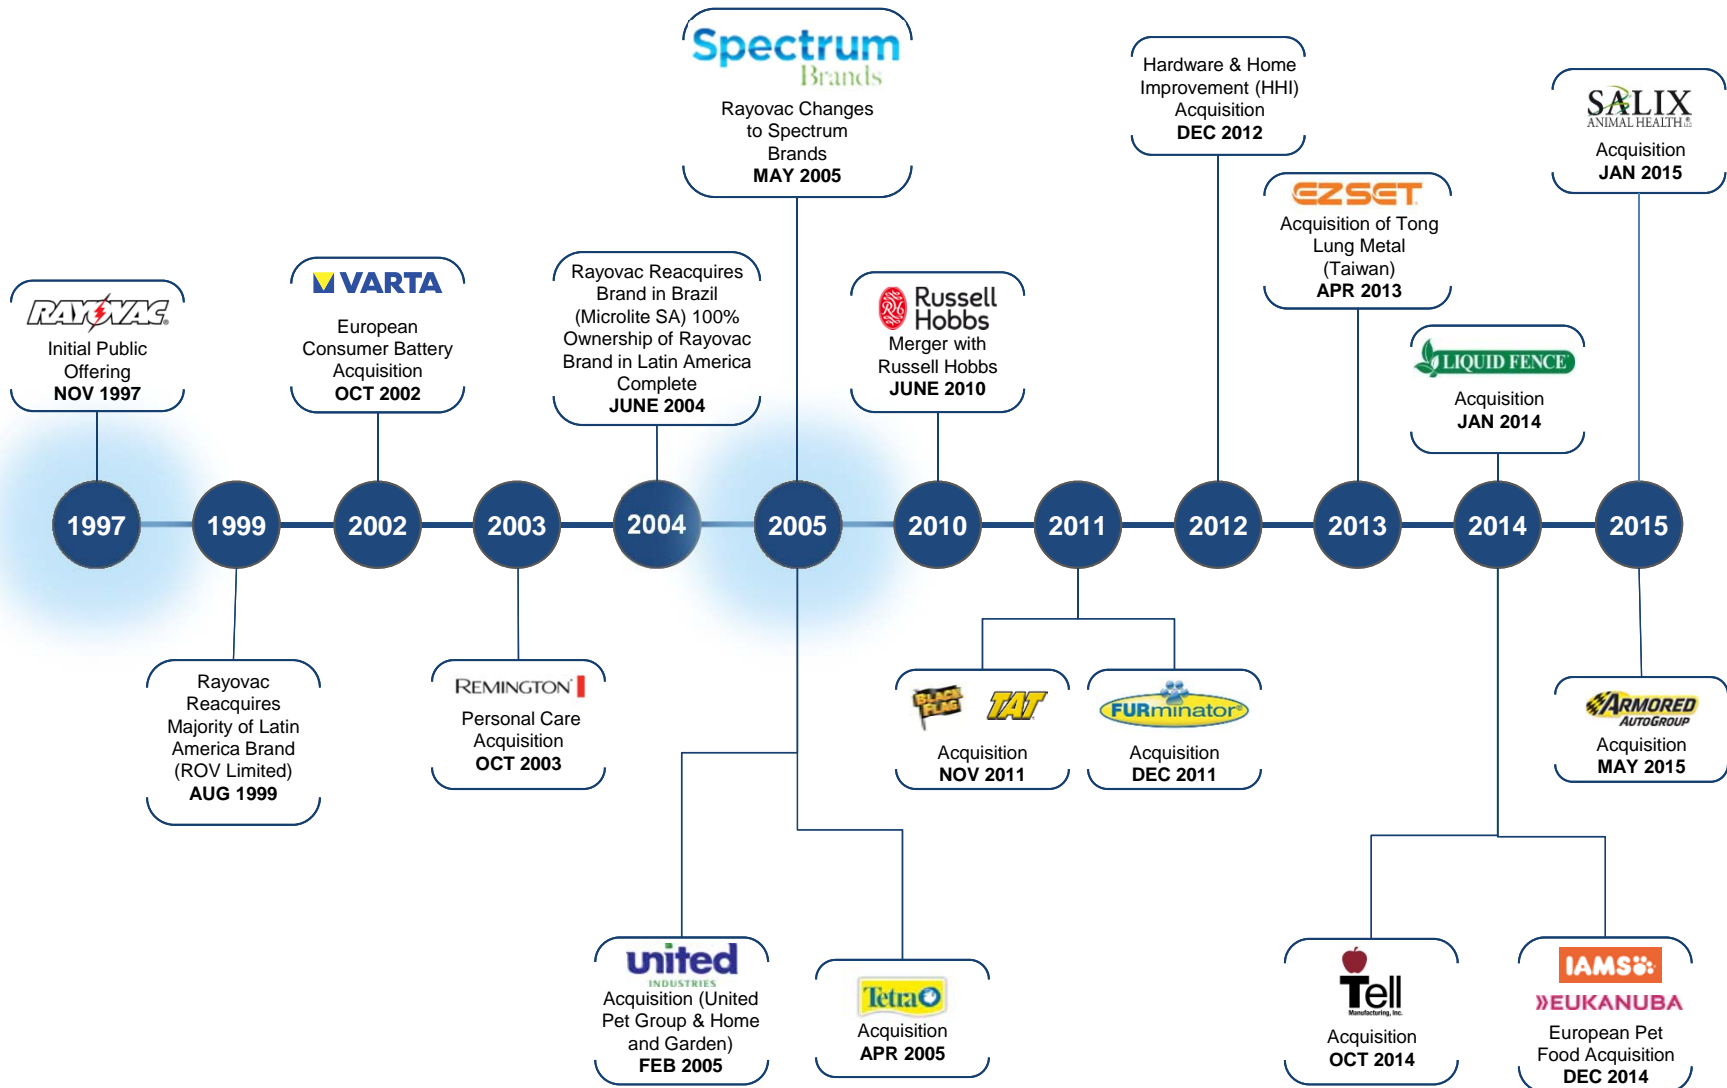 Spectrum
Brands
Rayovac Changes
to Spectrum
Brands
MAY 2005
Hardware & Home
Improvement (HHI)
Acquisition
DEC 2012
SALIX
ANIMAL HEALTH
Acquisition
JAN 2015
EZSET
Acquisition of Tong
Lung Metal
(Taiwan)
APR 2013
RAYOVAC
Initial Public
Offering
NOV 1997
VARTA
European
Consumer Battery
Acquisition
OCT 2002
Rayovac Reacquires
Brand in Brazil
(Microlite SA) 100%
Ownership of Rayovac
Brand in Latin America
Complete
JUNE 2004
RH
Russell
Hobbs
Merger with
Russell Hobbs
JUNE 2010
LIQUID FENCE
Acquisition
JAN 2014
1997
1999
2002
2003
2004
2005
2010
2011
2012
2013
2014
2015
Rayovac
Reacquires
Majority of Latin
America Brand
(ROV Limited)
AUG 1999
REMINGTON
Personal Care
Acquisition
OCT 2003
BLACK
FLAG
TAT
Acquisition
NOV 2011
FURminator®
Acquisition
DEC 2011
ARMORED
AUTOGROUP
Acquisition
MAY 2015
united
INDUSTRIES
Acquisition (United
Pet Group & Home
and Garden)
FEB 2005
Tetra
Acquisition
APR 2005
Tell
Manufacturing, Inc.
Acquisition
OCT 2014
IAMS
»EUKANUBA
European Pet
Food Acquisition
DEC 2014